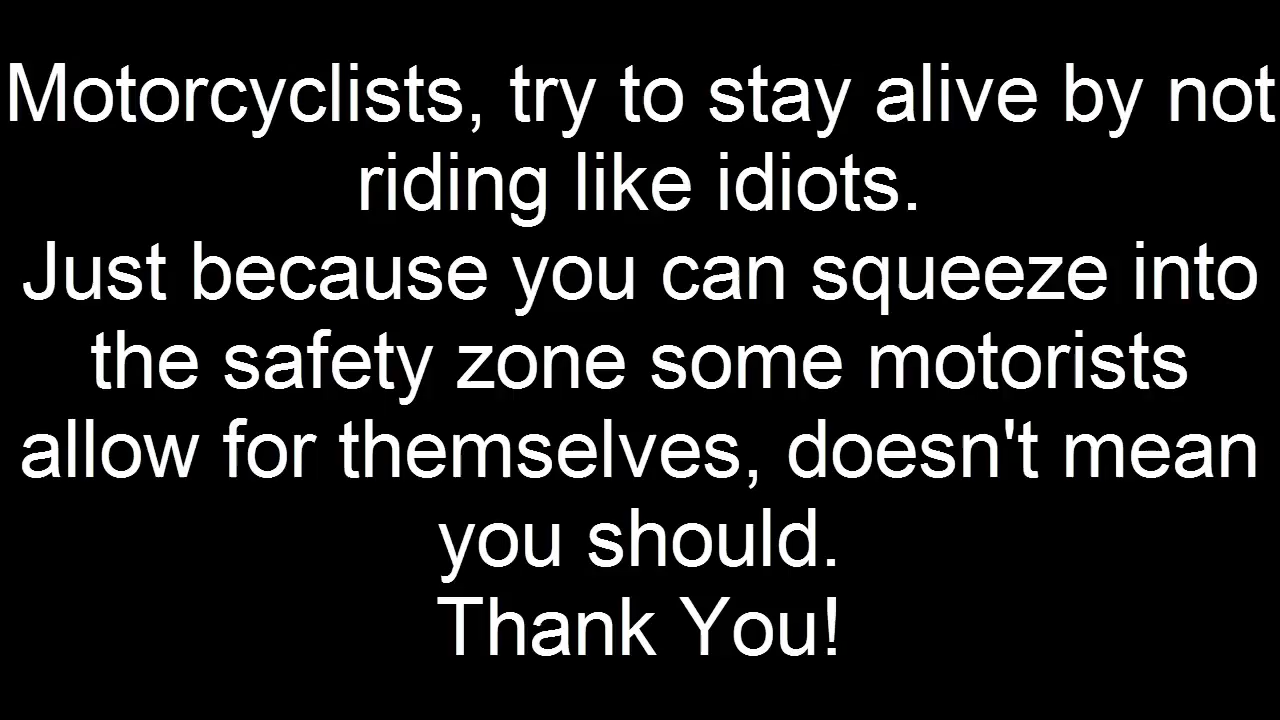 Motorcyclists, try to stay alive by not
riding like idiots.
Just because you can squeeze into
the safety zone some motorists
allow for themselves, doesn't mean
you should.
Thank You!